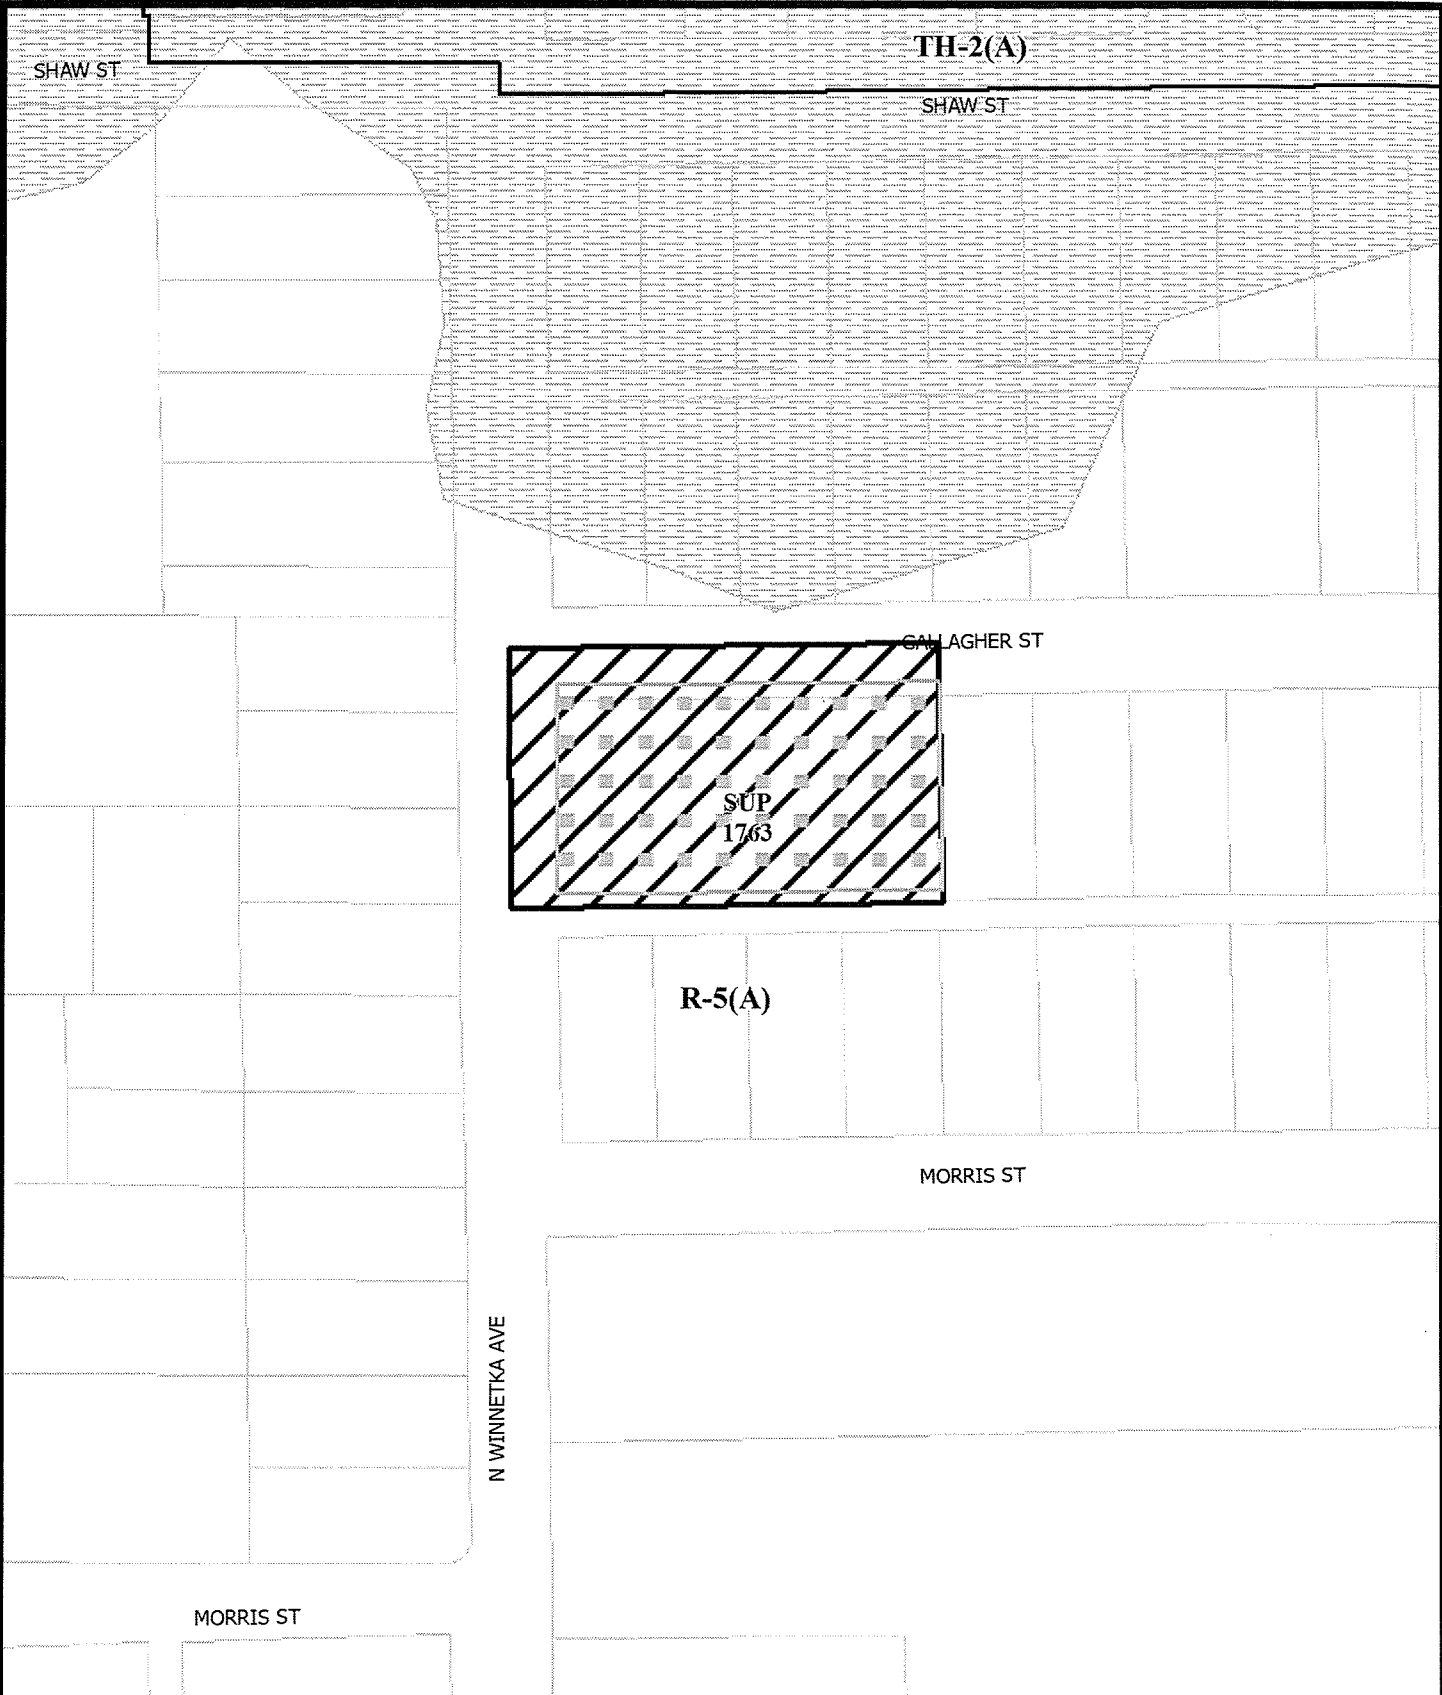 TH-2(A)
SHAW ST
SHAW ST
GALLAGHER ST
SUP
1763
R-5(A)
MORRIS ST
N WINNETKA AVE
MORRIS ST